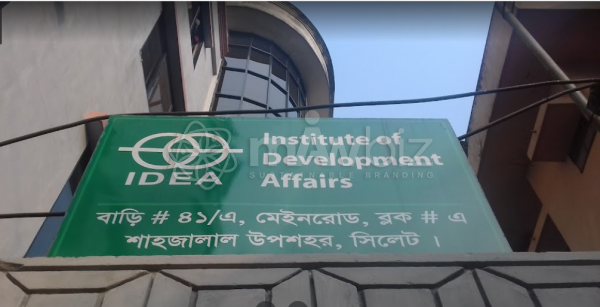 Institute of
Development
Affairs
IDEA
বাড়ি # ৪১/এ, মেইনরোড, ব্লক # এ
শাহজালাল উপশহর, সিলেট ।